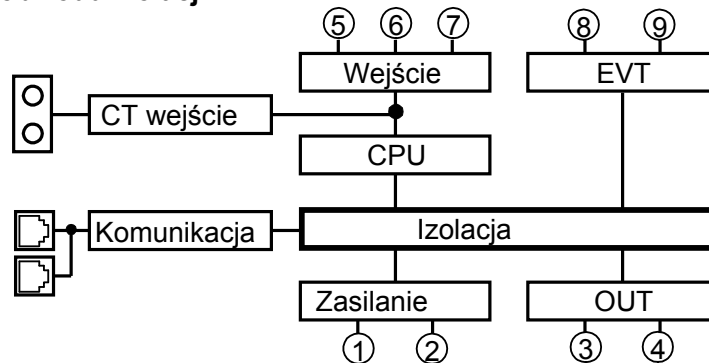 5 6 7 8 9
Wejście EVT
CT wejście
CPU
Komunikacja Izolacja
Zasilanie OUT
1 2 3 4